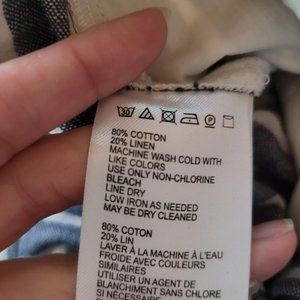 30
P
80% COTTON
20% LINEN
MACHINE WASH COLD WITH
LIKE COLORS
USE ONLY NON-CHLORINE
BLEACH
LINE DRY
LOW IRON AS NEEDED
MAY BE DRY CLEANED
80% COTON
20% LIN
LAVER À LA MACHINE À L'EAU
FROIDE AVEC COULEURS
SIMILAIRES
UTILISER UN AGENT DE
BLANCHIMENT SANS CHLORE
SI NÉCESSAIRE